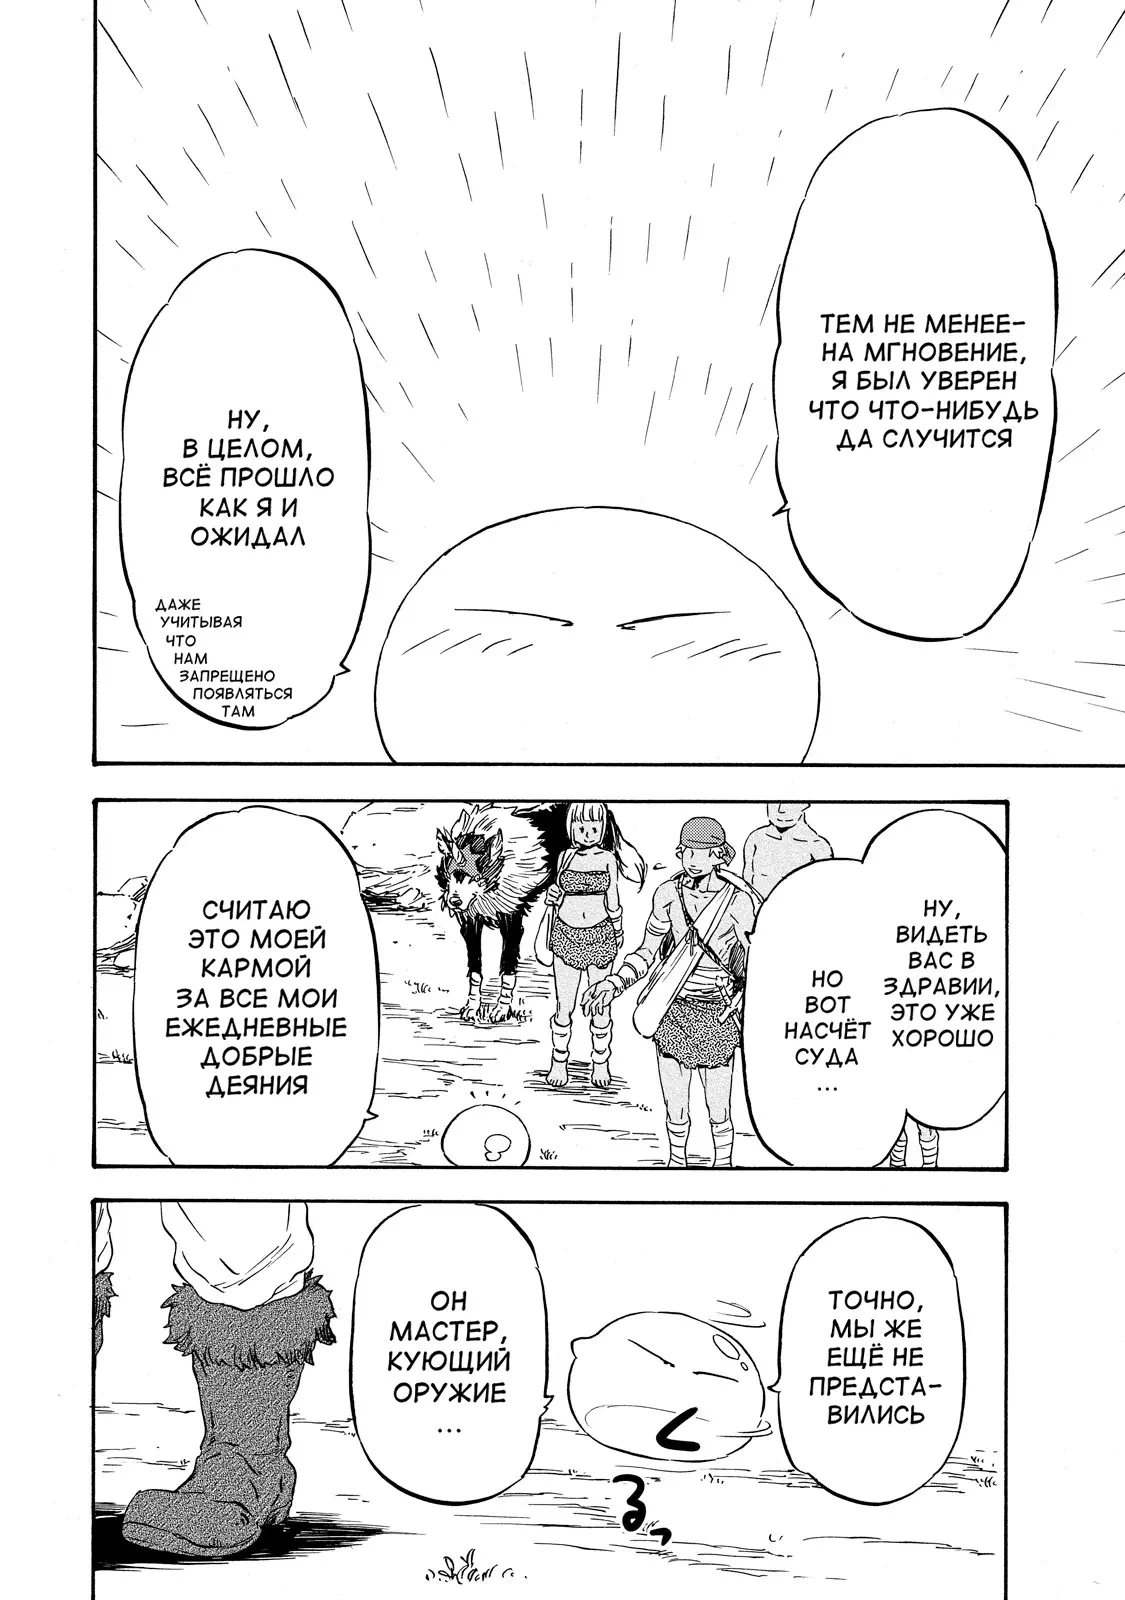 ТЕМ НЕ МЕНЕЕ-
НА МГНОВЕНИЕ,
Я БЫЛ УВЕРЕН
ЧТО ЧТО-НИБУДЬ
ДА СЛУЧИТСЯ
НУ,
В ЦЕЛОМ,
ВСЁ ПРОШЛО
КАК Я И
ОЖИДАЛ
ДАЖЕ
УЧИТЫВАЯ
ЧТО
НАМ
ЗАПРЕЩЕНО
ПОЯВЛЯТЬСЯ
ТАМ
НУ,
ВИДЕТЬ
ВАС В
ЗДРАВИИ,
ЭТО УЖЕ
ХОРОШО
НО
ВОТ
НАСЧЁТ
СУДА
...
СЧИТАЮ
ЭТО МОЕЙ
КАРМОЙ
ЗА ВСЕ МОИ
ЕЖЕДНЕВНЫЕ
ДОБРЫЕ
ДЕЯНИЯ
ТОЧНО,
МЫ ЖЕ
ЕЩЁ НЕ
ПРЕДСТА-
ВИЛИСЬ
くるっ
ОН
МАСТЕР,
КУЮЩИЙ
ОРУЖИЕ
...